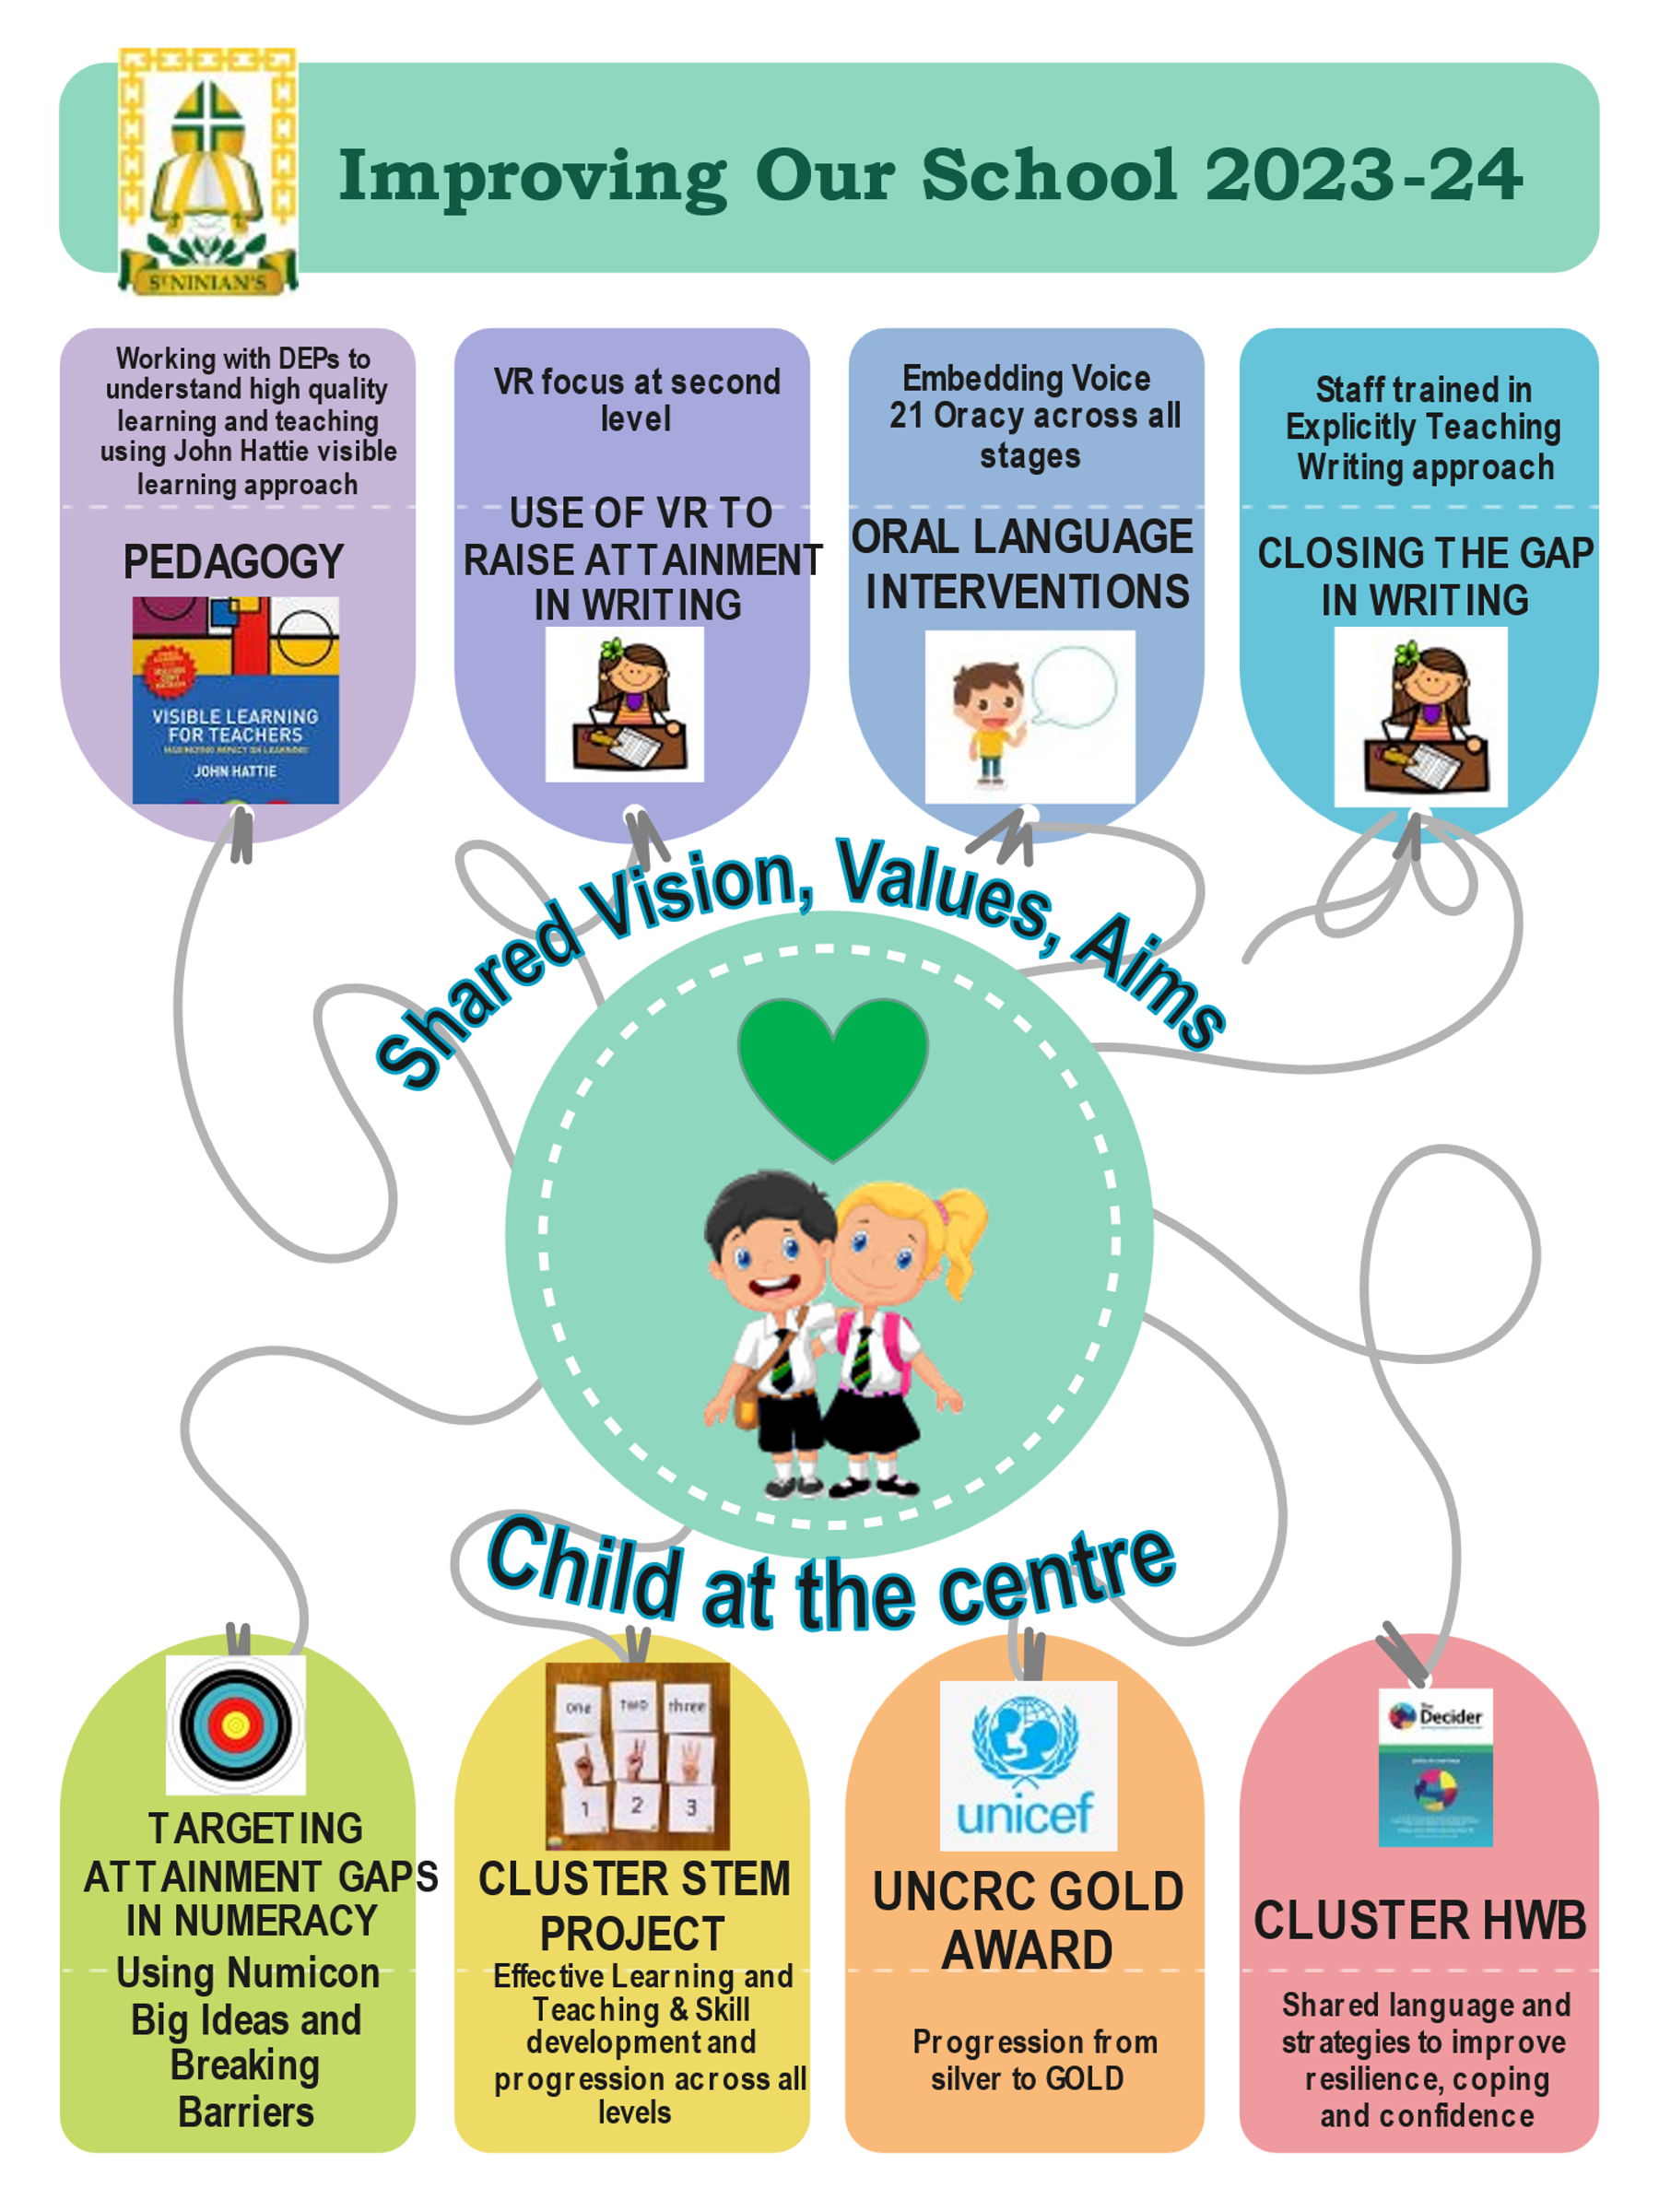 Improving Our School 2023-24
ST NINIAN'S
Working with DEPs to
understand high quality
learning and teaching
using John Hattie visible
learning approach
PEDAGOGY
VISIBLE LEARNING
FOR TEACHERS
MAXIMIZING IMPACT ON LEARNING
JOHN HATTIE
VR focus at second
level
USE OF VR TO
RAISE ATTAINMENT
IN WRITING
Embedding Voice
21 Oracy across all
stages
ORAL LANGUAGE
INTERVENTIONS
Staff trained in
Explicitly Teaching
Writing approach
CLOSING THE GAP
IN WRITING
Shared Vision, Values, Aims
Child at the centre
TARGETING
ATTAINMENT GAPS
IN NUMERACY
Using Numicon
Big Ideas and
Breaking
Barriers
one two three
1 2 3
CLUSTER STEM
PROJECT
Effective Learning and
Teaching & Skill
development and
progression across all
levels
unicef
UNCRC GOLD
AWARD
Progression from
silver to GOLD
The
Decider
CLUSTER HWB
Shared language and
strategies to improve
resilience, coping
and confidence